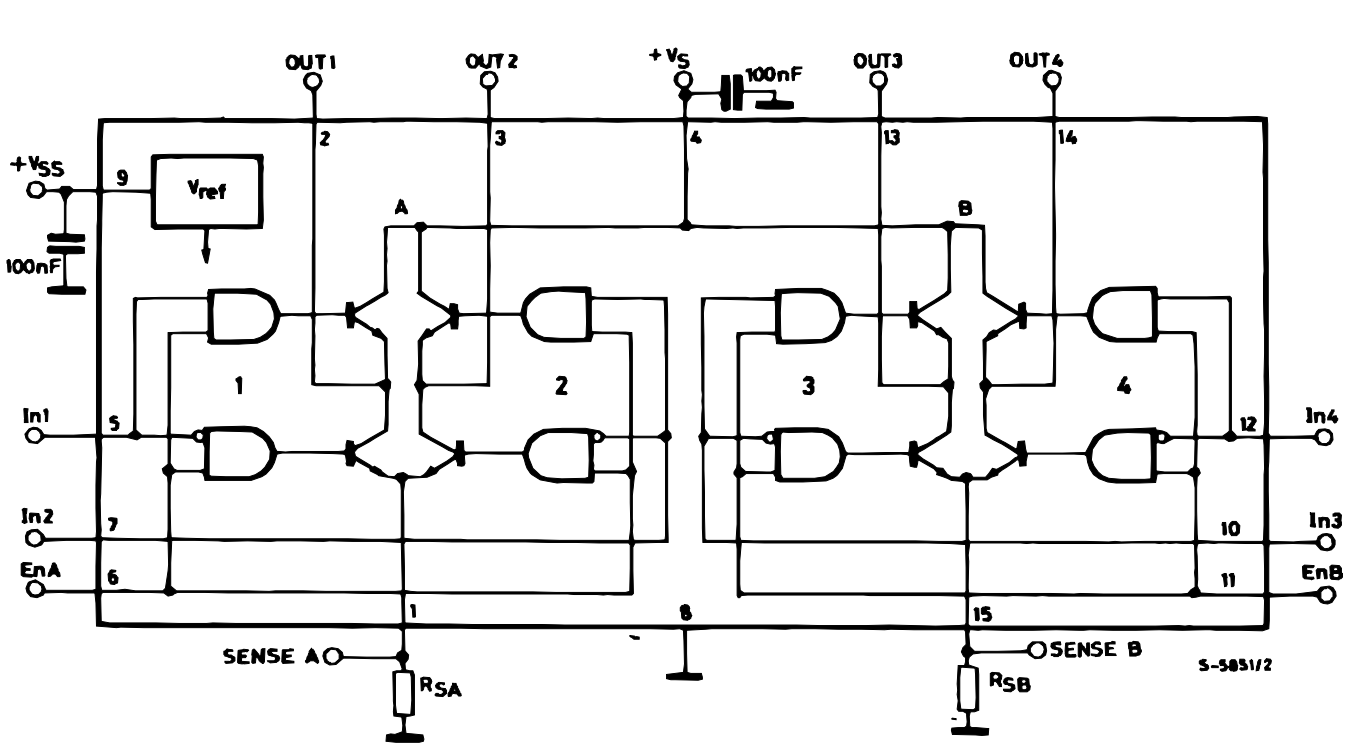 OUT1 OUT2 +VS OUT3 OUT4
100nF
2 3 4 13 14
+VSS 9 Vref
A B
100nF
1 2 3 4
In1 5 12 In4
In2 7 10 In3
EnA 6 11 EnB
1 8 15
SENSE A SENSE B
S-5851/2
RSA RSB